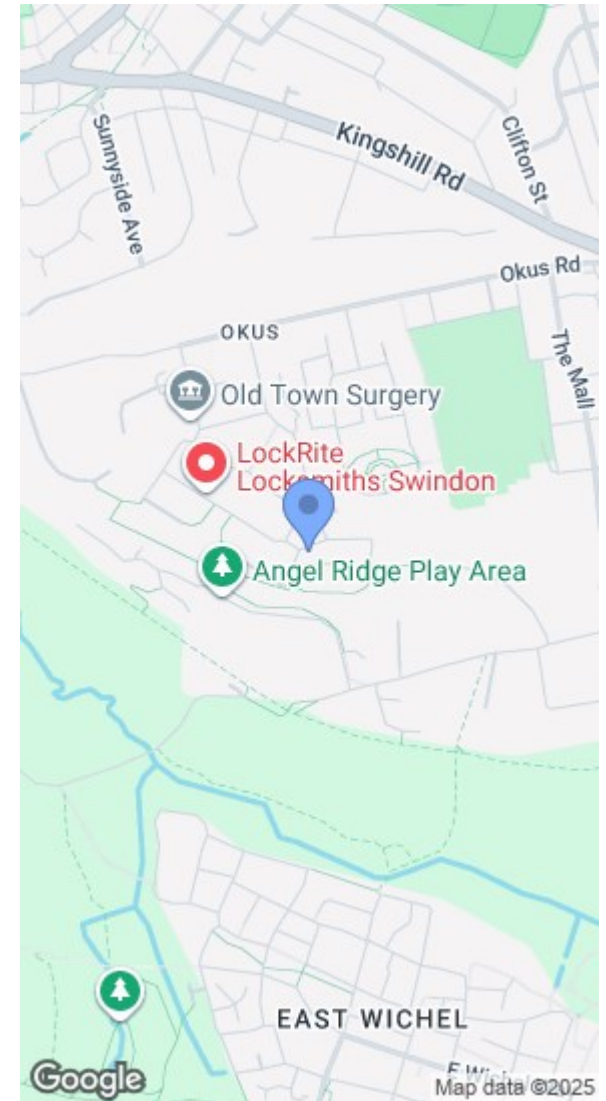 Sunnyside Ave
Kingshill Rd
Clifton St
Okus Rd
OKUS
The Mall
Old Town Surgery
LockRite
Locksmiths Swindon
Angel Ridge Play Area
EAST WICHEL
Google
Map data ©2025